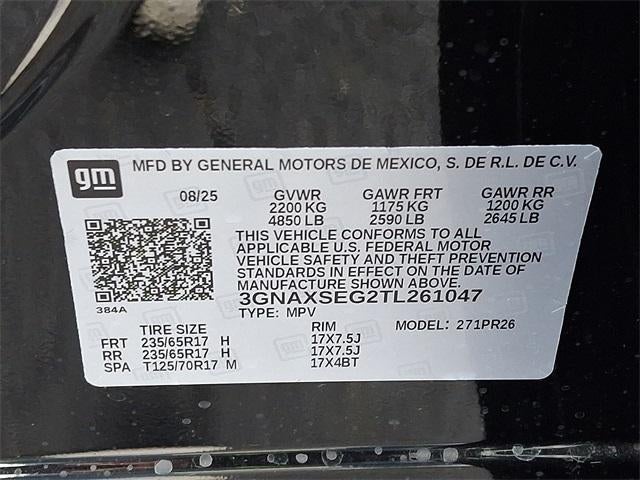 gm MFD BY GENERAL MOTORS DE MEXICO, S. DE R.L. DE C.V.
08/25 GVWR GAWR FRT GAWR RR
2200 KG 1175 KG 1200 KG
4850 LB 2590 LB 2645 LB
THIS VEHICLE CONFORMS TO ALL
APPLICABLE U.S. FEDERAL MOTOR
VEHICLE SAFETY AND THEFT PREVENTION
STANDARDS IN EFFECT ON THE DATE OF
MANUFACTURE SHOWN ABOVE.
3GNAXSEG2TL261047
384A TYPE: MPV
TIRE SIZE RIM MODEL: 271PR26
FRT 235/65R17 H 17X7.5J
RR 235/65R17 H 17X7.5J
SPA T125/70R17 M 17X4BT